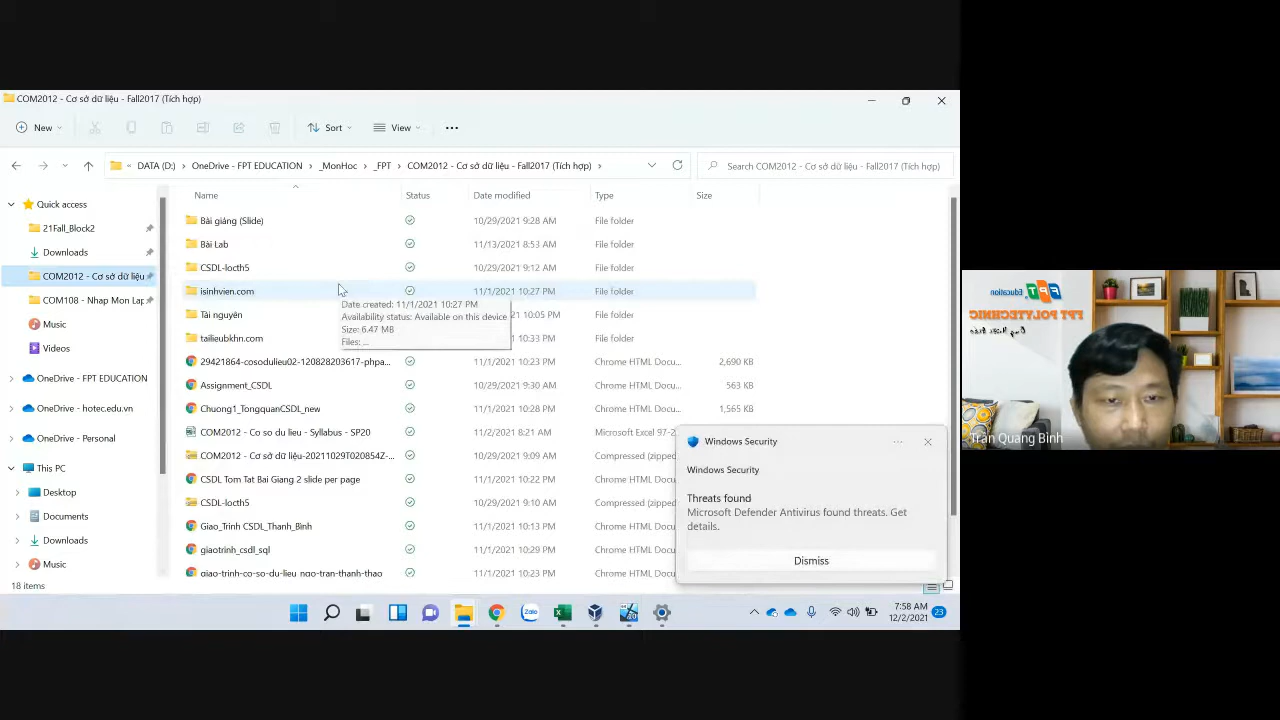 COM2012 - Cơ sở dữ liệu - Fall2017 (Tích hợp)
New
Sort
View
DATA (D:) › OneDrive - FPT EDUCATION › _MonHoc › _FPT › COM2012 - Cơ sở dữ liệu - Fall2017 (Tích hợp) ›
Search COM2012 - Cơ sở dữ liệu - Fall2017 (Tích hợp)
Quick access
21Fall_Block2
Downloads
COM2012 - Cơ sở dữ liệu
COM108 - Nhap Mon Lap
Music
Videos
OneDrive - FPT EDUCATION
OneDrive - hotec.edu.vn
OneDrive - Personal
This PC
Desktop
Documents
Downloads
Music
Name Status Date modified Type Size
Bài giảng (Slide) 10/29/2021 9:28 AM File folder
Bài Lab 11/13/2021 8:53 AM File folder
CSDL-locth5 10/29/2021 9:12 AM File folder
isinhvien.com 11/1/2021 10:27 PM File folder
Date created: 11/1/2021 10:27 PM
Availability status: Available on this device
Size: 6.47 MB
Files: ...
Tài nguyên 10:05 PM File folder
tailieubkhn.com 10:33 PM File folder
29421864-cosodulieu02-120828203617-phpa... 11/1/2021 10:23 PM Chrome HTML Docu... 2,690 KB
Assignment_CSDL 10/29/2021 9:30 AM Chrome HTML Docu... 563 KB
Chuong1_TongquanCSDL_new 11/1/2021 10:28 PM Chrome HTML Docu... 1,565 KB
COM2012 - Co so du lieu - Syllabus - SP20 11/2/2021 8:21 AM Microsoft Excel 97-2
COM2012 - Cơ sở dữ liệu-20211029T020854Z-... 10/29/2021 9:09 AM Compressed (zipped
CSDL Tom Tat Bai Giang 2 slide per page 11/1/2021 10:22 PM Chrome HTML Docu
CSDL-locth5 10/29/2021 9:10 AM Compressed (zipped
Giao_Trinh CSDL_Thanh_Binh 11/1/2021 10:13 PM Chrome HTML Docu
giaotrinh_csdl_sql 11/1/2021 10:29 PM Chrome HTML Docu
giao-trinh-co-so-du-lieu ngo-tran-thanh-thao 11/1/2021 10:23 PM Chrome HTML Docu
18 items
Windows Security
Windows Security
Threats found
Microsoft Defender Antivirus found threats. Get
details.
Dismiss
Zalo
7:58 AM
12/2/2021
23
FPT Education
FPT POLYTECHNIC
Tran Quang Binh